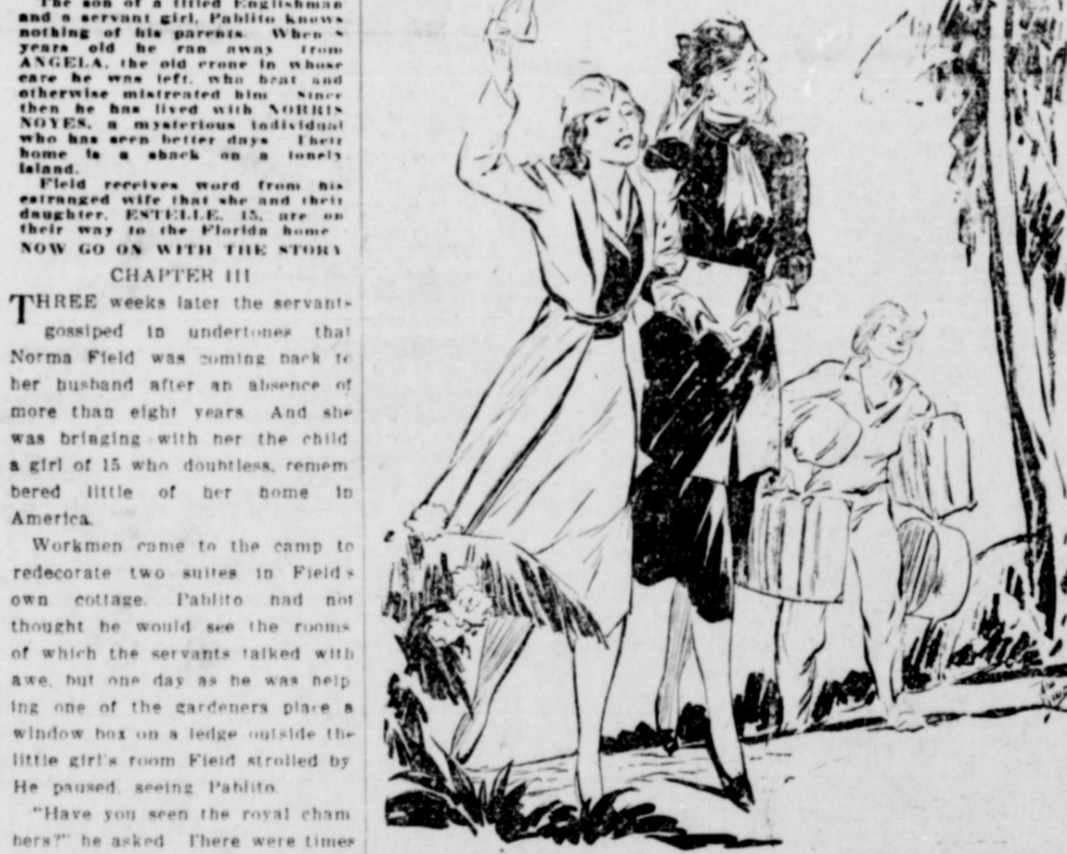 The son of a titled Englishman
and a servant girl, Pablito knows
nothing of his parents. When
years old he ran away from
ANGELA, the old crone in whose
care he was left, who beat and
otherwise mistreated him Since
then he has lived with NORRIS
NOYES, a mysterious individual
who has seen better days Their
home is a shack on a lonely
island.
Field receives word from his
estranged wife that she and their
daughter, ESTELLE, 15, are on
their way to the Florida home
NOW GO ON WITH THE STORY
CHAPTER III
THREE weeks later the servants
gossiped in undertones that
Norma Field was coming back to
her husband after an absence of
more than eight years And she
was bringing with her the child
a girl of 15 who doubtless, remem
bered little of her home in
America.
Workmen came to the camp to
redecorate two suites in Field's
own cottage. Pablito had not
thought he would see the rooms
of which the servants talked with
awe, but one day as he was help
ing one of the gardeners place a
window box on a ledge outside the
little girl's room Field strolled by
He paused, seeing Pablito.
"Have you seen the royal cham
bers?" he asked There were times